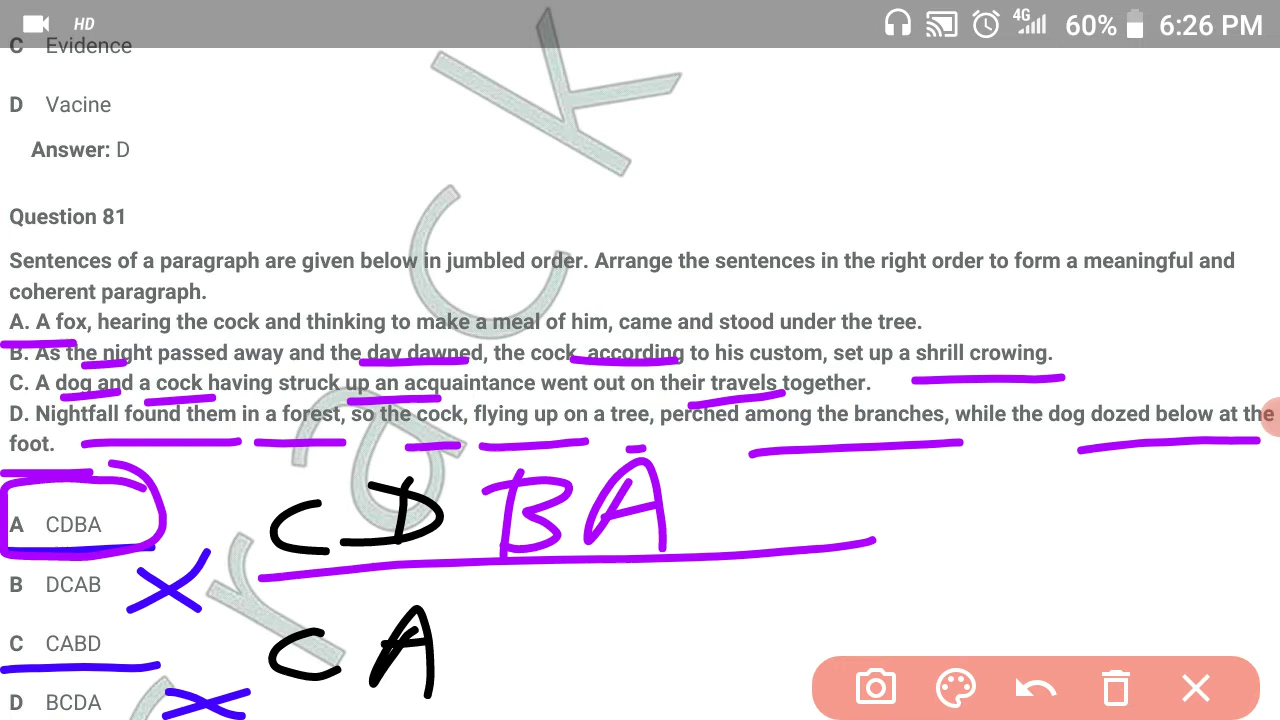 HD 4G 60% 6:26 PM
C Evidence
D Vacine
Answer: D
Question 81
Sentences of a paragraph are given below in jumbled order. Arrange the sentences in the right order to form a meaningful and
coherent paragraph.
A. A fox, hearing the cock and thinking to make a meal of him, came and stood under the tree.
B. As the night passed away and the day dawned, the cock, according to his custom, set up a shrill crowing.
C. A dog and a cock having struck up an acquaintance went out on their travels together.
D. Nightfall found them in a forest, so the cock, flying up on a tree, perched among the branches, while the dog dozed below at the
foot.
A CDBA
CD BA
B DCAB
C CABD
CA
D BCDA
r a c k